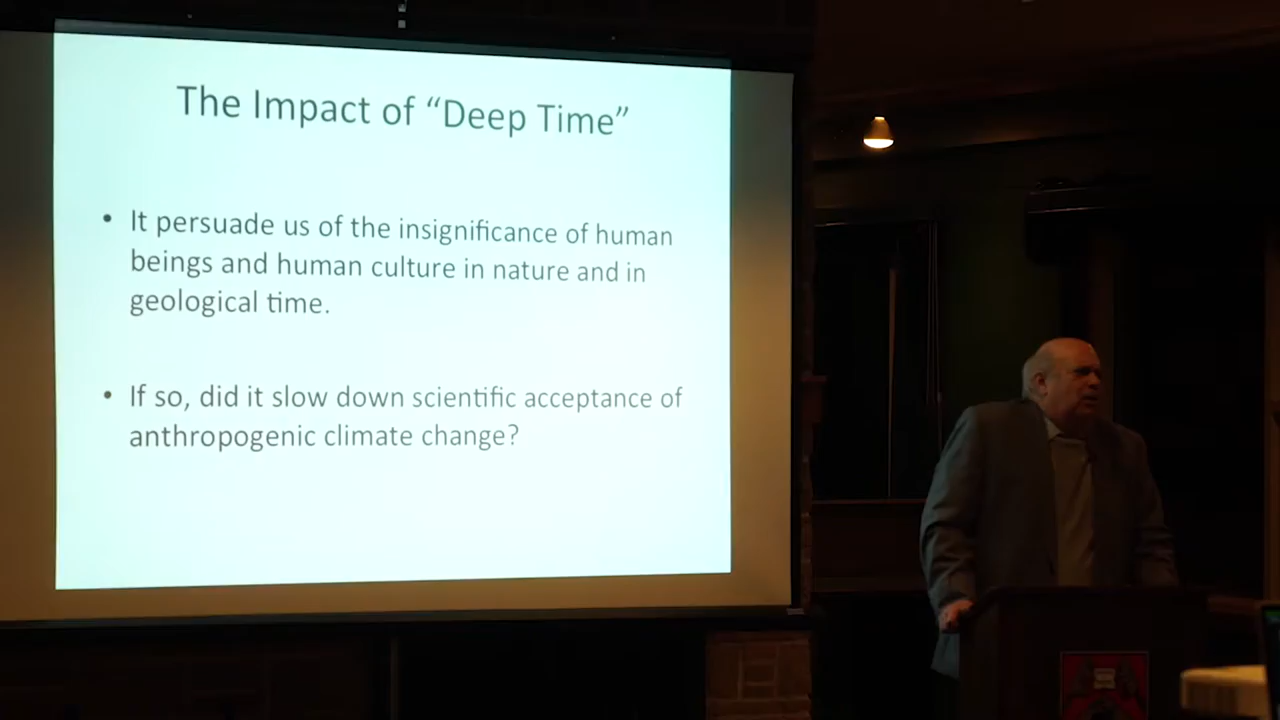 The Impact of “Deep Time”
• It persuade us of the insignificance of human
beings and human culture in nature and in
geological time.
• If so, did it slow down scientific acceptance of
anthropogenic climate change?